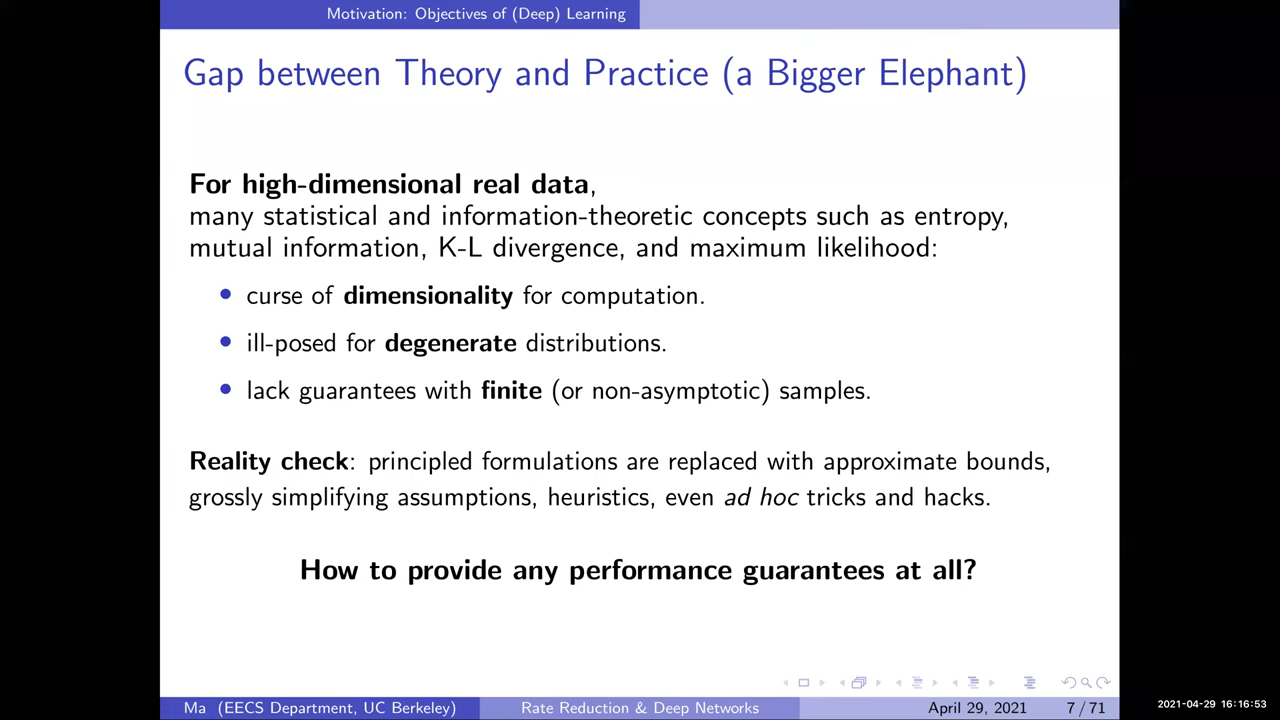 Motivation: Objectives of (Deep) Learning
Gap between Theory and Practice (a Bigger Elephant)
For high-dimensional real data,
many statistical and information-theoretic concepts such as entropy,
mutual information, K-L divergence, and maximum likelihood:
• curse of dimensionality for computation.
• ill-posed for degenerate distributions.
• lack guarantees with finite (or non-asymptotic) samples.
Reality check: principled formulations are replaced with approximate bounds,
grossly simplifying assumptions, heuristics, even ad hoc tricks and hacks.
How to provide any performance guarantees at all?
Ma (EECS Department, UC Berkeley) Rate Reduction & Deep Networks April 29, 2021 7 / 71
2021-04-29 16:16:53